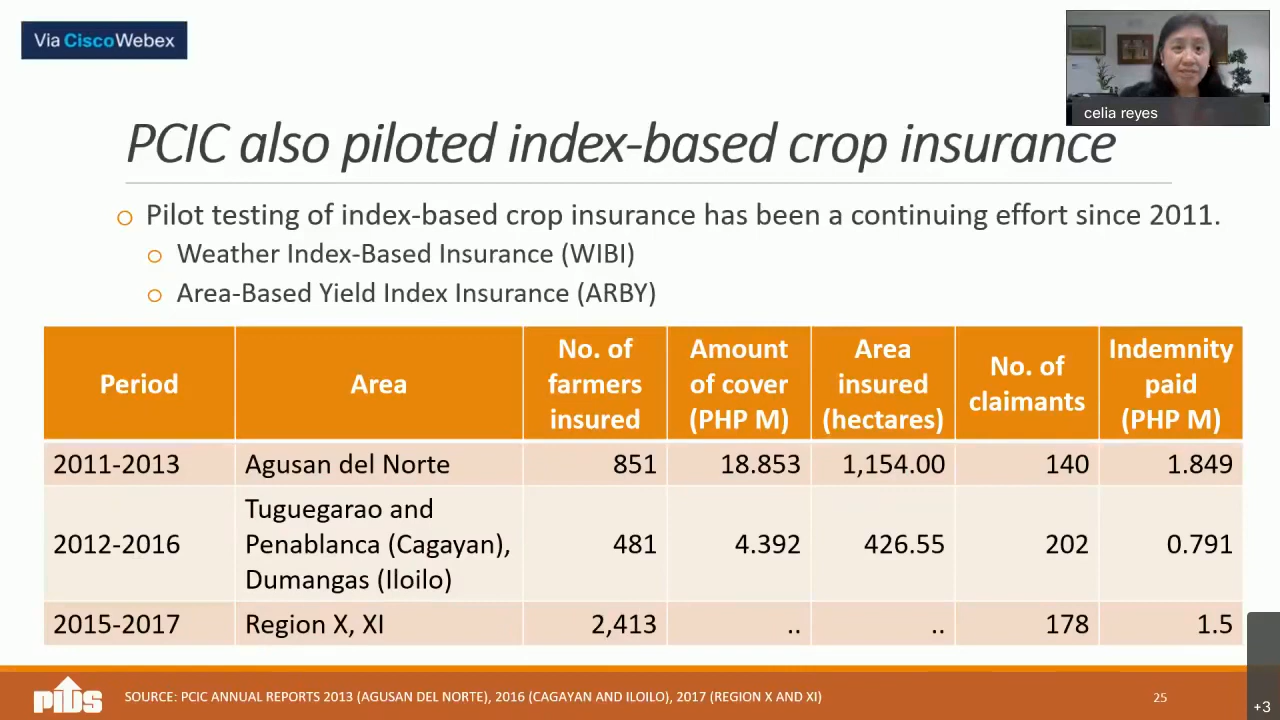 Via CiscoWebex
celia reyes
PCIC also piloted index-based crop insurance
o Pilot testing of index-based crop insurance has been a continuing effort since 2011.
o Weather Index-Based Insurance (WIBI)
o Area-Based Yield Index Insurance (ARBY)
Period
Area
No. of
farmers
insured
Amount
of cover
(PHP M)
Area
insured
(hectares)
No. of
claimants
Indemnity
paid
(PHP M)
2011-2013 Agusan del Norte 851 18.853 1,154.00 140 1.849
2012-2016
Tuguegarao and
Penablanca (Cagayan),
Dumangas (Iloilo)
481 4.392 426.55 202 0.791
2015-2017 Region X, XI 2,413 .. .. 178 1.5
PIDS
SOURCE: PCIC ANNUAL REPORTS 2013 (AGUSAN DEL NORTE), 2016 (CAGAYAN AND ILOILO), 2017 (REGION X AND XI)
25
+3